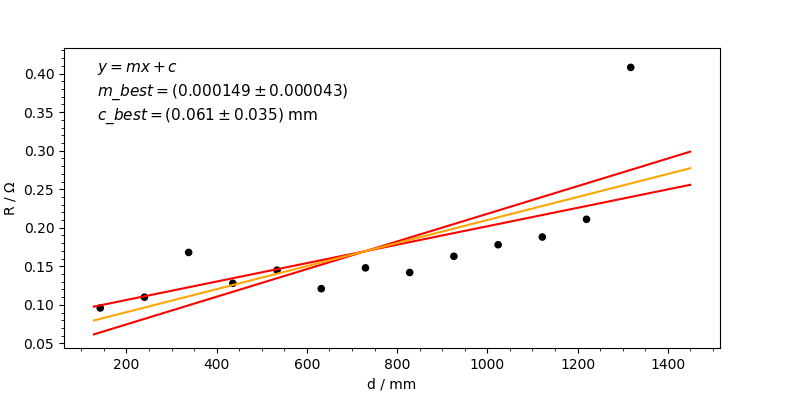 y = mx + c
m_best = (0.000149 ± 0.000043)
c_best = (0.061 ± 0.035) mm
0.40
0.35
0.30
0.25
0.20
0.15
0.10
0.05
R / Ω
200 400 600 800 1000 1200 1400
d / mm